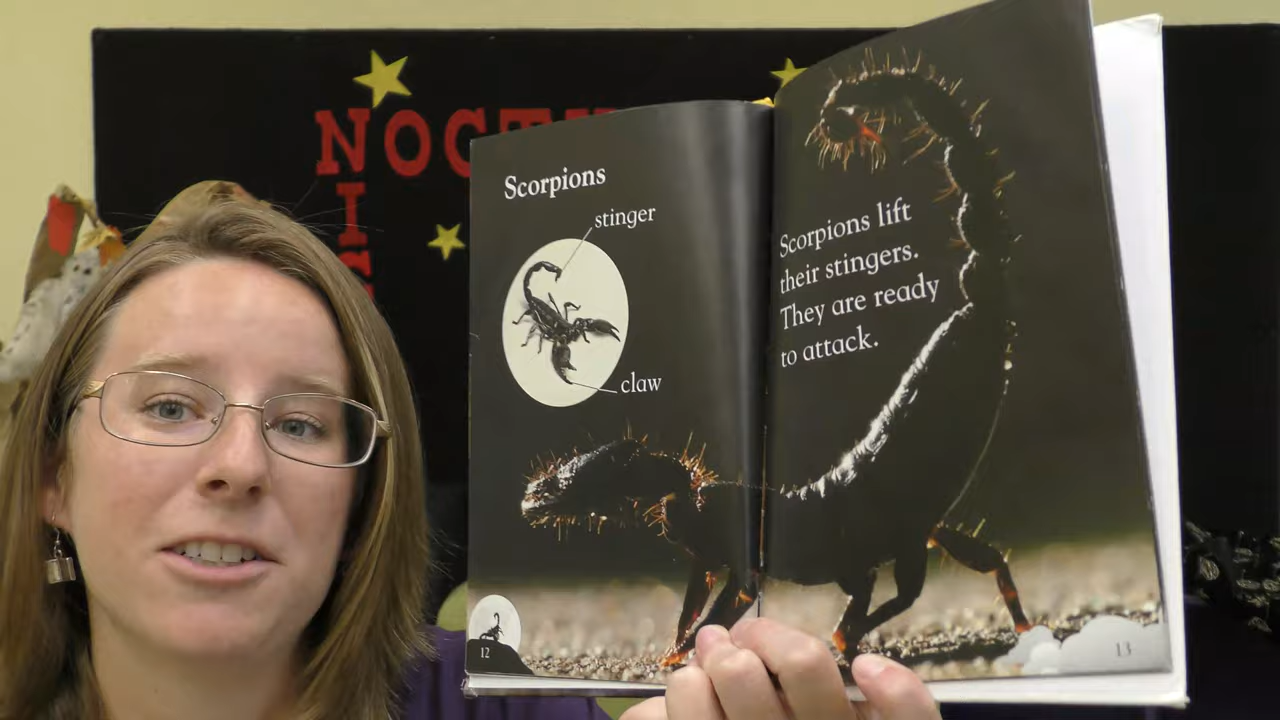 Scorpions
stinger
claw
12
Scorpions lift
their stingers.
They are ready
to attack.
13